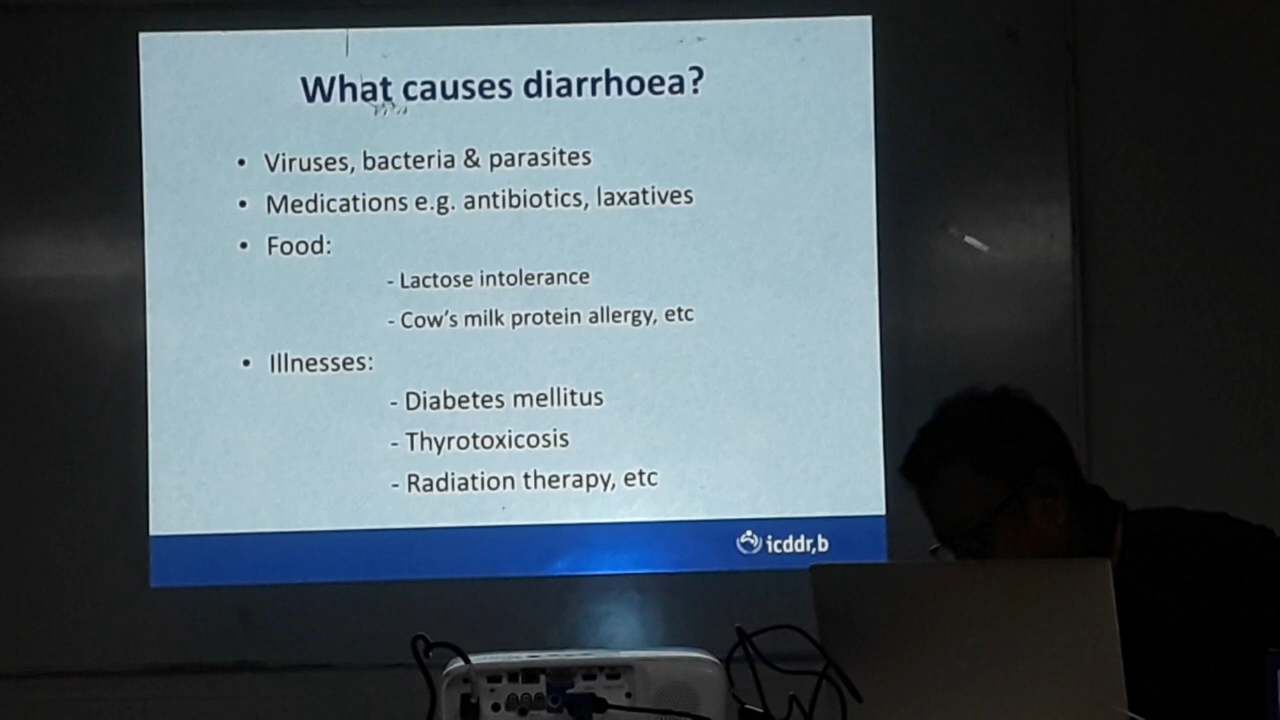 What causes diarrhoea?
• Viruses, bacteria & parasites
• Medications e.g. antibiotics, laxatives
• Food:
- Lactose intolerance
- Cow's milk protein allergy, etc
• Illnesses:
- Diabetes mellitus
- Thyrotoxicosis
- Radiation therapy, etc
icddr,b